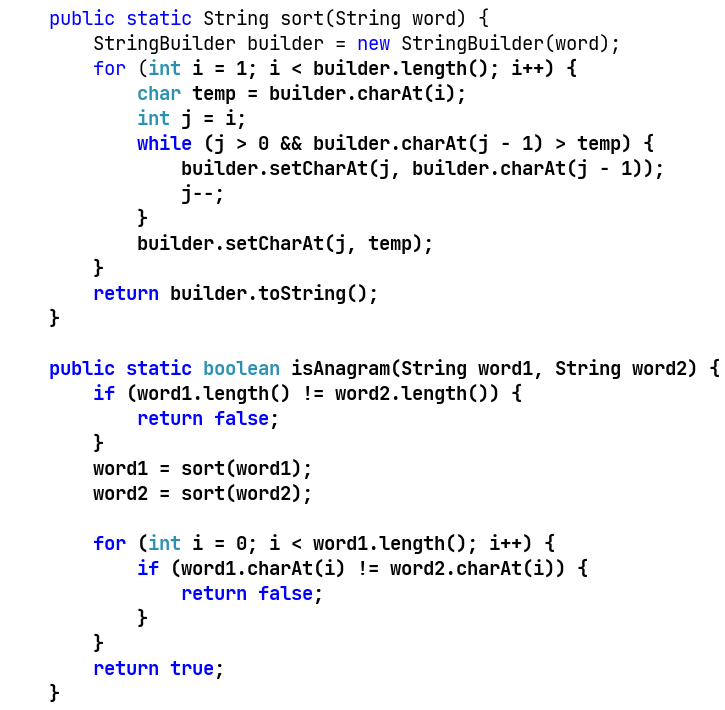 public static String sort(String word) {
    StringBuilder builder = new StringBuilder(word);
    for (int i = 1; i < builder.length(); i++) {
        char temp = builder.charAt(i);
        int j = i;
        while (j > 0 && builder.charAt(j - 1) > temp) {
            builder.setCharAt(j, builder.charAt(j - 1));
            j--;
        }
        builder.setCharAt(j, temp);
    }
    return builder.toString();
}

public static boolean isAnagram(String word1, String word2) {
    if (word1.length() != word2.length()) {
        return false;
    }
    word1 = sort(word1);
    word2 = sort(word2);

    for (int i = 0; i < word1.length(); i++) {
        if (word1.charAt(i) != word2.charAt(i)) {
            return false;
        }
    }
    return true;
}